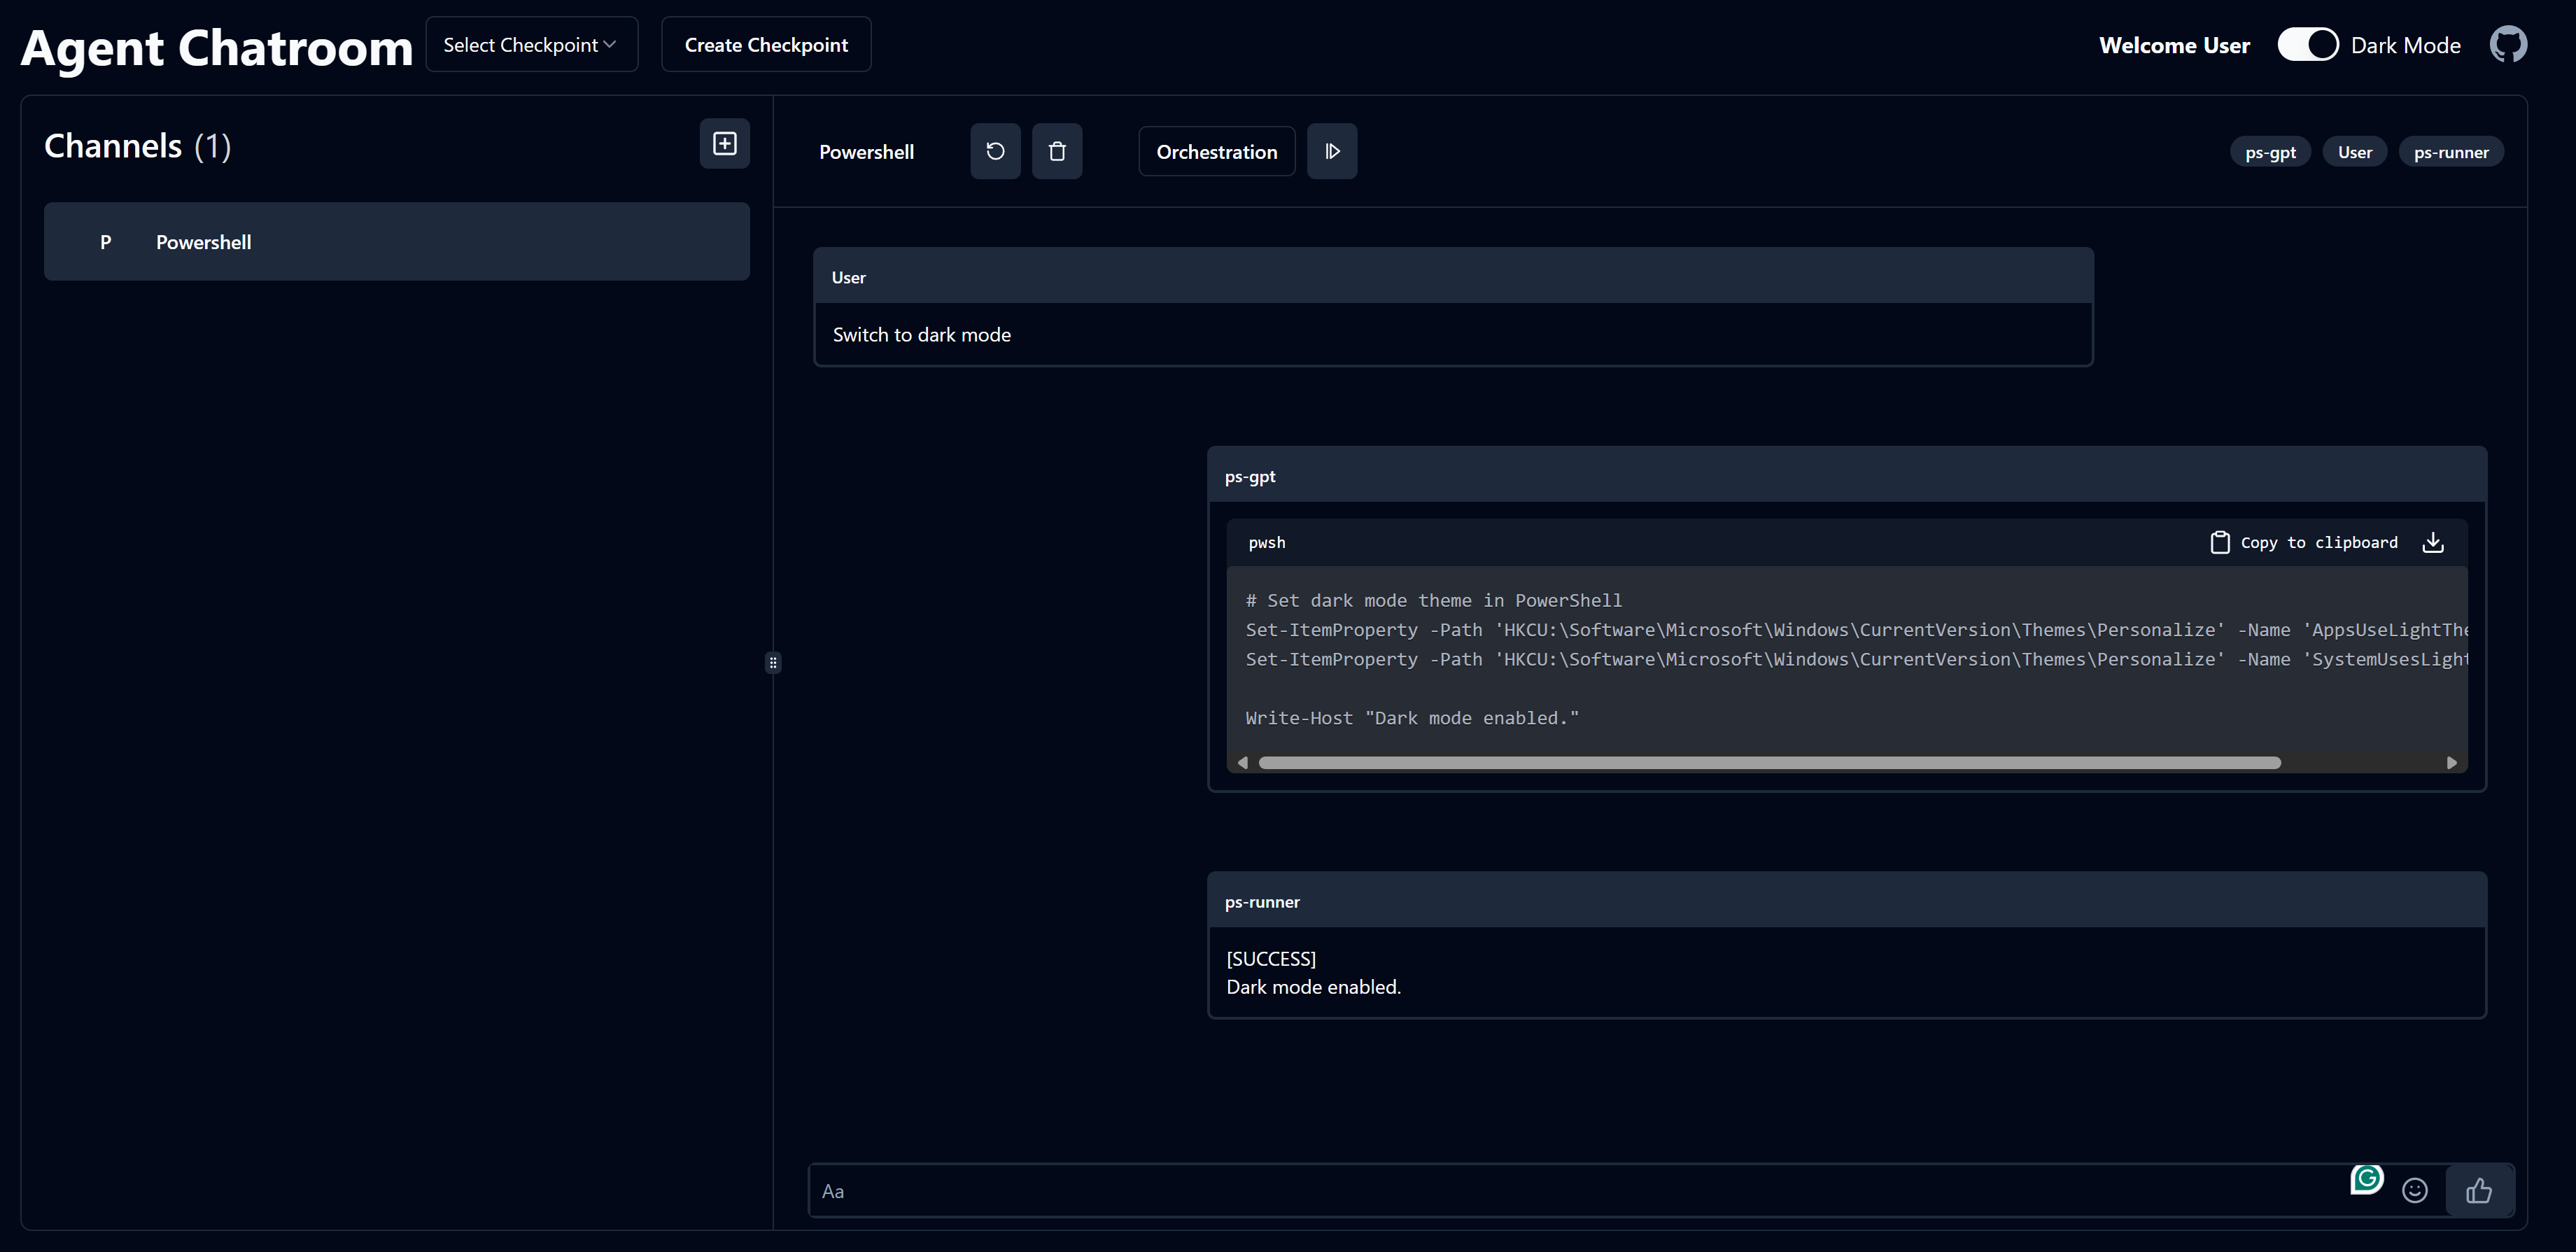 Agent Chatroom
Select Checkpoint
Create Checkpoint
Welcome User
Dark Mode
Channels (1)
P Powershell
Powershell
Orchestration
ps-gpt
User
ps-runner
User
Switch to dark mode
ps-gpt
pwsh
Copy to clipboard
# Set dark mode theme in PowerShell
Set-ItemProperty -Path 'HKCU:\Software\Microsoft\Windows\CurrentVersion\Themes\Personalize' -Name 'AppsUseLightThe
Set-ItemProperty -Path 'HKCU:\Software\Microsoft\Windows\CurrentVersion\Themes\Personalize' -Name 'SystemUsesLight
Write-Host "Dark mode enabled."
ps-runner
[SUCCESS]
Dark mode enabled.
Aa